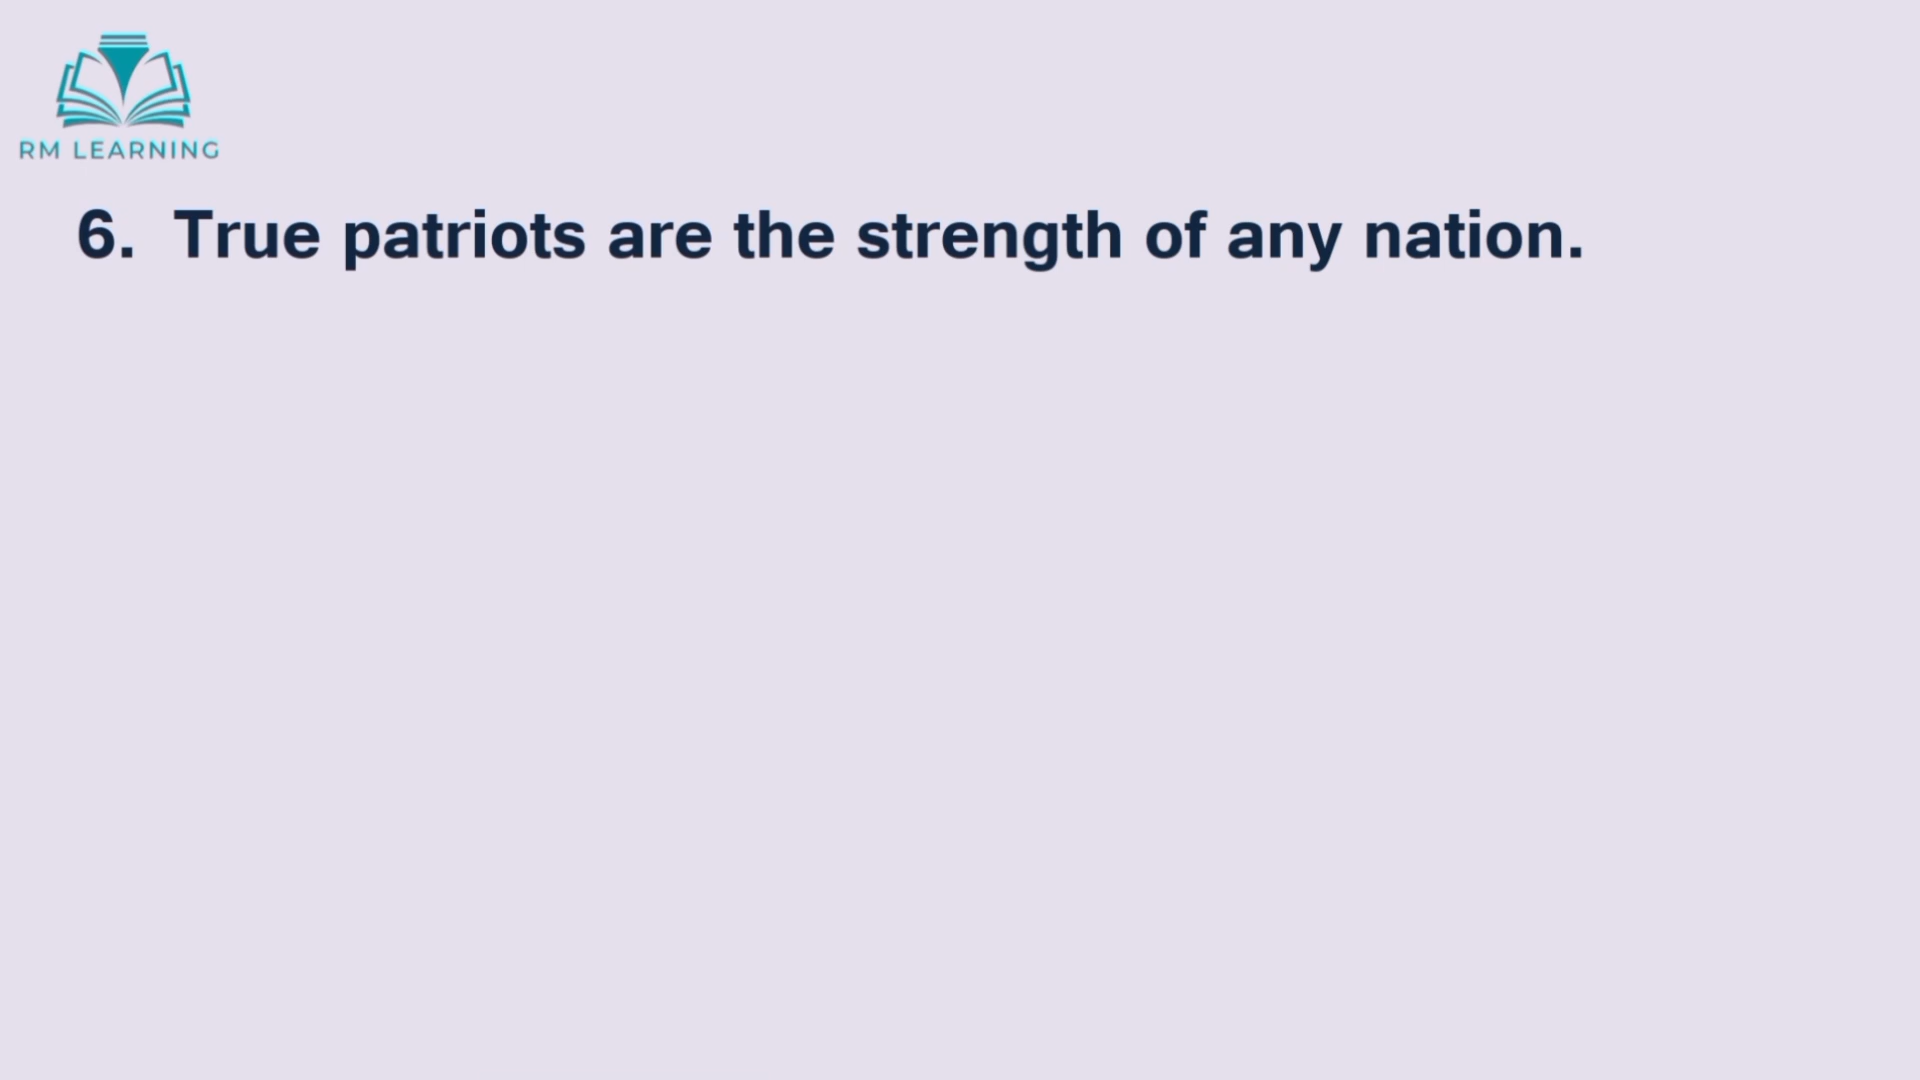 RM LEARNING
6. True patriots are the strength of any nation.